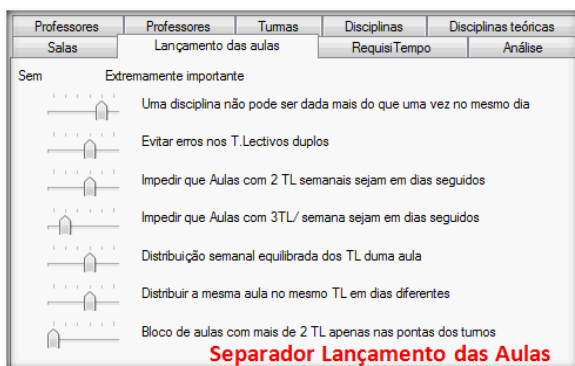 Professores Professores Turmas Disciplinas Disciplinas teóricas
Salas Lançamento das aulas RequisiTempo Análise
Sem Extremamente importante
Uma disciplina não pode ser dada mais do que uma vez no mesmo dia
Evitar erros nos T.Lectivos duplos
Impedir que Aulas com 2 TL semanais sejam em dias seguidos
Impedir que Aulas com 3TL/ semana sejam em dias seguidos
Distribuição semanal equilibrada dos TL duma aula
Distribuir a mesma aula no mesmo TL em dias diferentes
Bloco de aulas com mais de 2 TL apenas nas pontas dos turnos
Separador Lançamento das Aulas